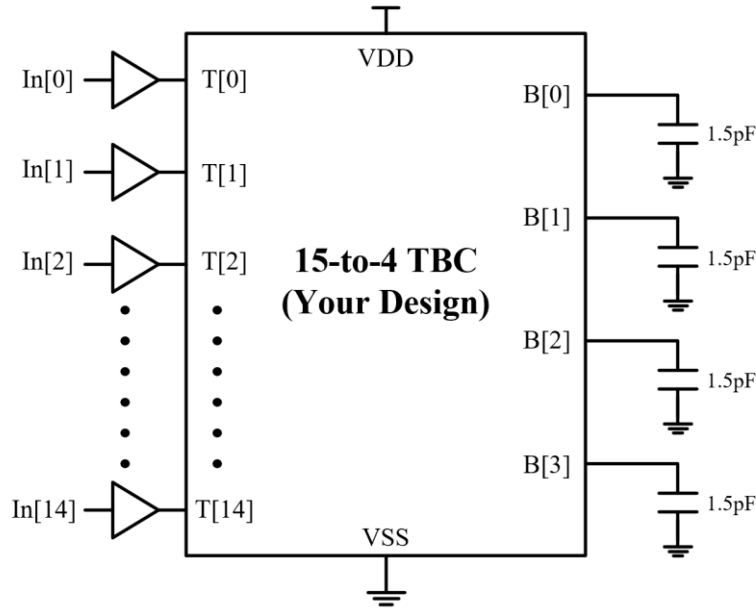 VDD
In[0] T[0] B[0] 1.5pF
In[1] T[1] B[1] 1.5pF
In[2] T[2]
15-to-4 TBC
(Your Design)
B[2] 1.5pF
B[3] 1.5pF
In[14] T[14]
VSS